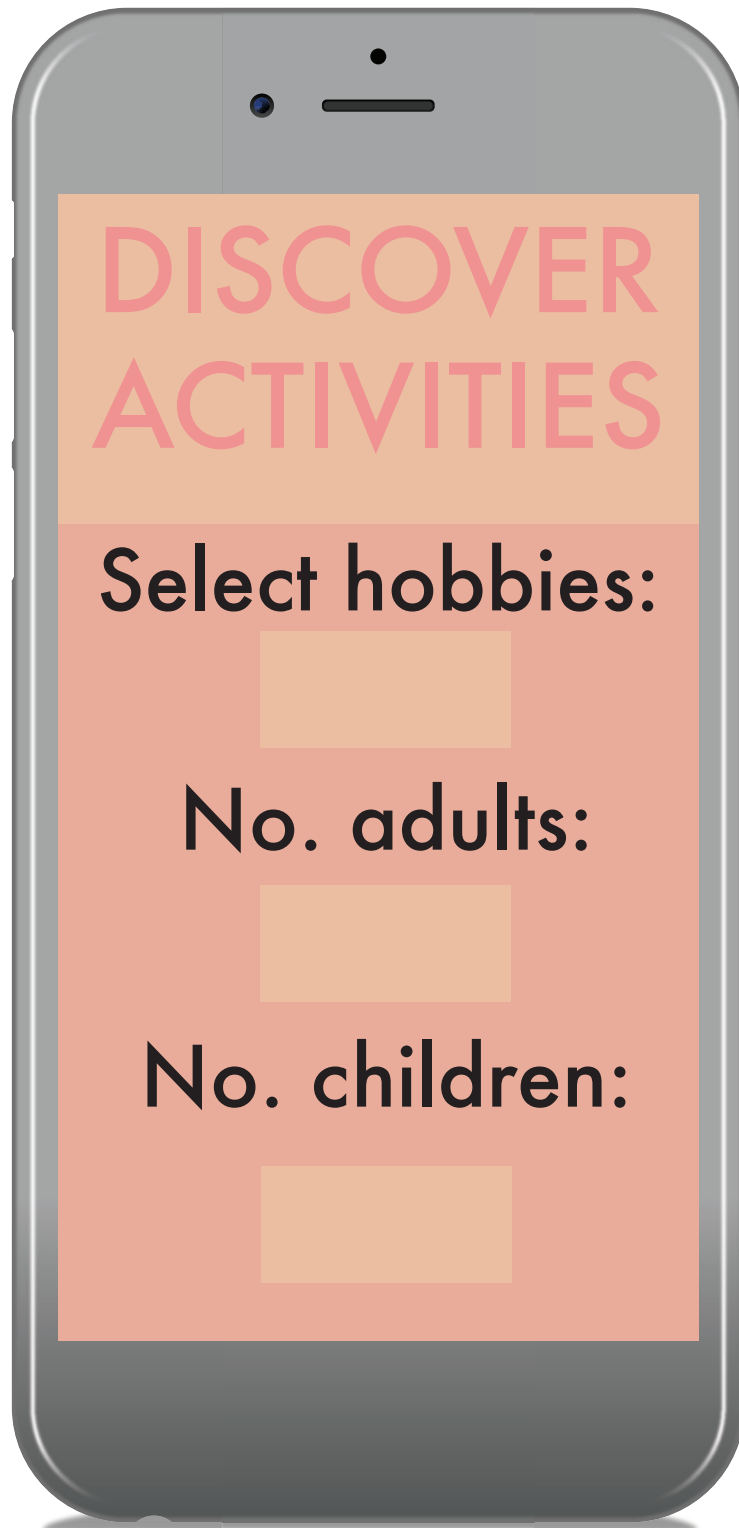 DISCOVER
ACTIVITIES
Select hobbies:
No. adults:
No. children: